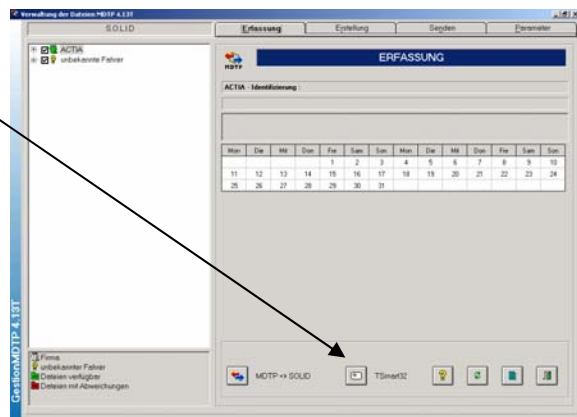 Verwaltung der Dateien MDTP 4.13T
SOLID
Erfassung
Erstellung
Senden
Parameter
ACTIA
unbekannte Fahrer
MDTP
ERFASSUNG
ACTIA - Identifizierung :
Mon Die Mit Don Fre Sam Son Mon Die Mit Don Fre Sam Son
1 2 3 4 5 6 7 8 9 10
11 12 13 14 15 16 17 18 19 20 21 22 23 24
25 26 27 28 29 30 31
GestionMDTP 4.13T
Firma
unbekannter Fahrer
Dateien verfügbar
Dateien mit Abweichungen
MDTP <-> SOLID
TSmart32